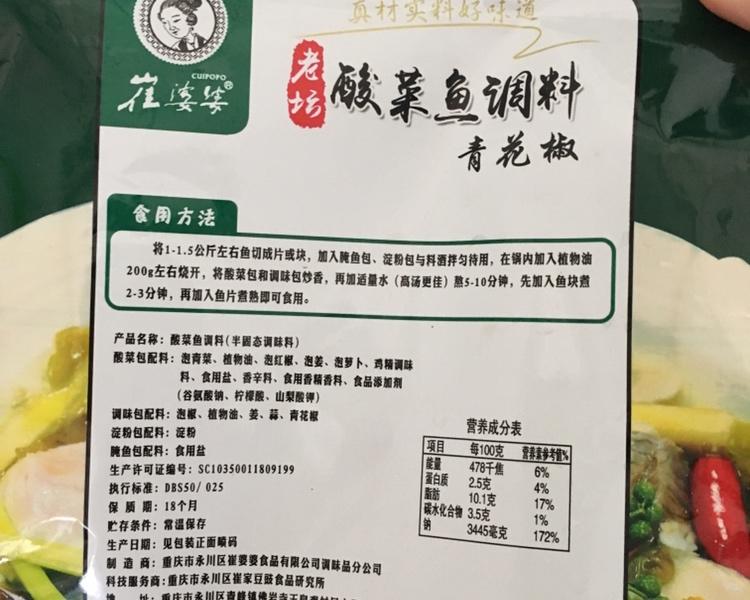 真材实料好味道
CUIPOPO
崔婆婆®
老坛
酸菜鱼调料
青花椒
食用方法
将1-1.5公斤左右鱼切成片或块，加入腌鱼包、淀粉包与料酒拌匀待用，在锅内加入植物油
200g左右烧开，将酸菜包和调味包炒香，再加适量水（高汤更佳）熬5-10分钟，先加入鱼块煮
2-3分钟，再加入鱼片煮熟即可食用。
产品名称：酸菜鱼调料(半固态调味料)
酸菜包配料：泡青菜、植物油、泡红椒、泡姜、泡萝卜、鸡精调味
料、食用盐、香辛料、食用香精香料、食品添加剂
(谷氨酸钠、柠檬酸、山梨酸钾)
调味包配料：泡椒、植物油、姜、蒜、青花椒
淀粉包配料：淀粉
腌鱼包配料：食用盐
生产许可证编号：SC10350011809199
执行标准：DBS50/ 025
保 质 期：18个月
贮存条件：常温保存
生产日期：见包装正面喷码
制 造 商：重庆市永川区崔婆婆食品有限公司调味品分公司
科技服务商：重庆市永川区崔家豆豉食品研究所
地 址：重庆市永川区青峰镇佛岩寺
营养成分表
项目 每100克 营养素参考值%
能量 478千焦 6%
蛋白质 2.5克 4%
脂肪 10.1克 17%
碳水化合物 3.5克 1%
钠 3445毫克 172%